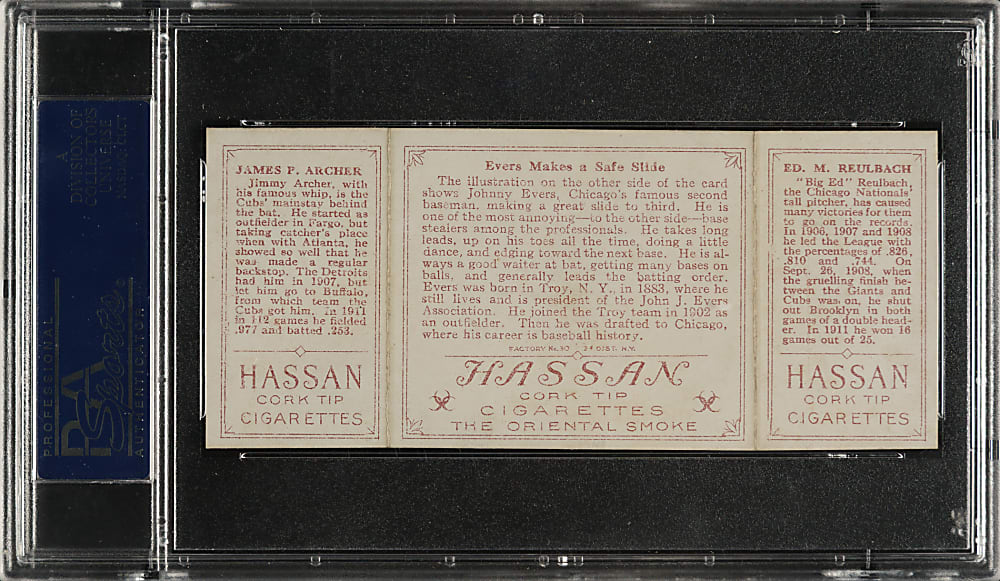 A
DIVISION OF
COLLECTORS
UNIVERSE
NASDAQ: CLCT
PROFESSIONAL
PSA
Sports
AUTHENTICATOR
JAMES P. ARCHER
Jimmy Archer, with
his famous whip, is the
Cubs' mainstay behind
the bat. He started as
outfielder in Fargo, but
taking catcher's place
when with Atlanta, he
showed so well that he
was made a regular
backstop. The Detroits
had him in 1907, but
let him go to Buffalo,
from which team the
Cubs got him. In 1911
in 112 games he fielded
.977 and batted .253.
HASSAN
CORK TIP
CIGARETTES
Evers Makes a Safe Slide
The illustration on the other side of the card
shows Johnny Evers, Chicago's famous second
baseman, making a great slide to third. He is
one of the most annoying—to the other side—base
stealers among the professionals. He takes long
leads, up on his toes all the time, doing a little
dance, and edging toward the next base. He is al-
ways a good waiter at bat, getting many bases on
balls, and generally leads the batting order.
Evers was born in Troy, N. Y., in 1883, where he
still lives and is president of the John J. Evers
Association. He joined the Troy team in 1902 as
an outfielder. Then he was drafted to Chicago,
where his career is baseball history.
FACTORY No. 30 2d DIST. N.Y.
HASSAN
CORK TIP
CIGARETTES
THE ORIENTAL SMOKE
ED. M. REULBACH
"Big Ed" Reulbach,
the Chicago Nationals'
tall pitcher, has caused
many victories for them
to go on the records.
In 1906, 1907 and 1908
he led the League with
the percentages of .826,
.810 and .744. On
Sept. 26, 1908, when
the gruelling finish be-
tween the Giants and
Cubs was on, he shut
out Brooklyn in both
games of a double head-
er. In 1911 he won 16
games out of 25.
HASSAN
CORK TIP
CIGARETTES